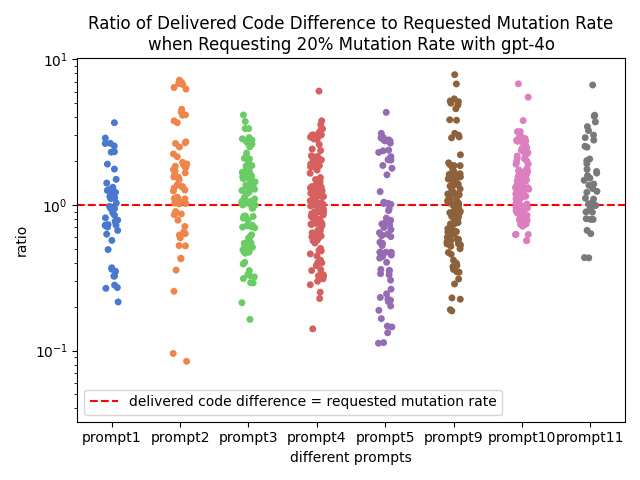 Ratio of Delivered Code Difference to Requested Mutation Rate
when Requesting 20% Mutation Rate with gpt-4o
ratio
10¹
10⁰
10⁻¹
delivered code difference = requested mutation rate
prompt1 prompt2 prompt3 prompt4 prompt5 prompt9 prompt10 prompt11
different prompts